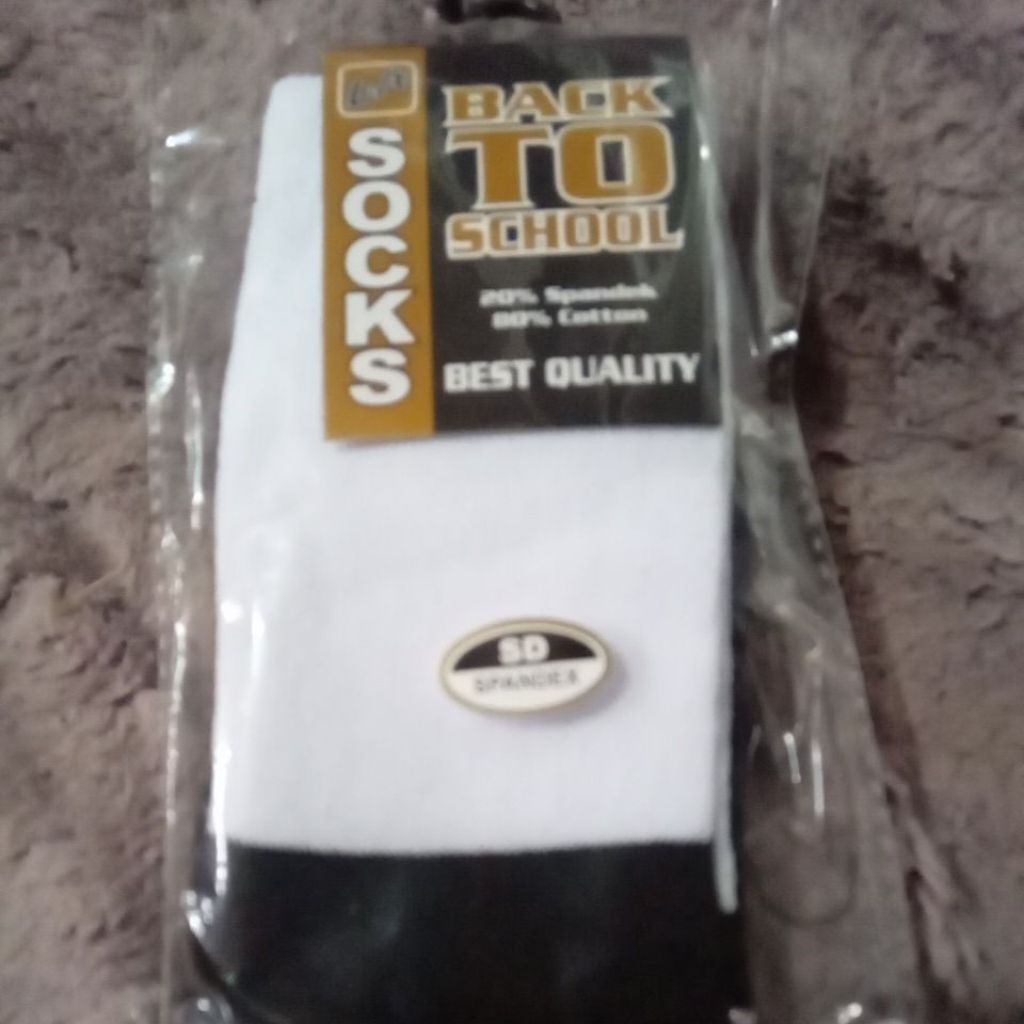 SOCKS
BACK
TO
SCHOOL
20% Spandek
80% Cotton
BEST QUALITY
SD
SPANDEX